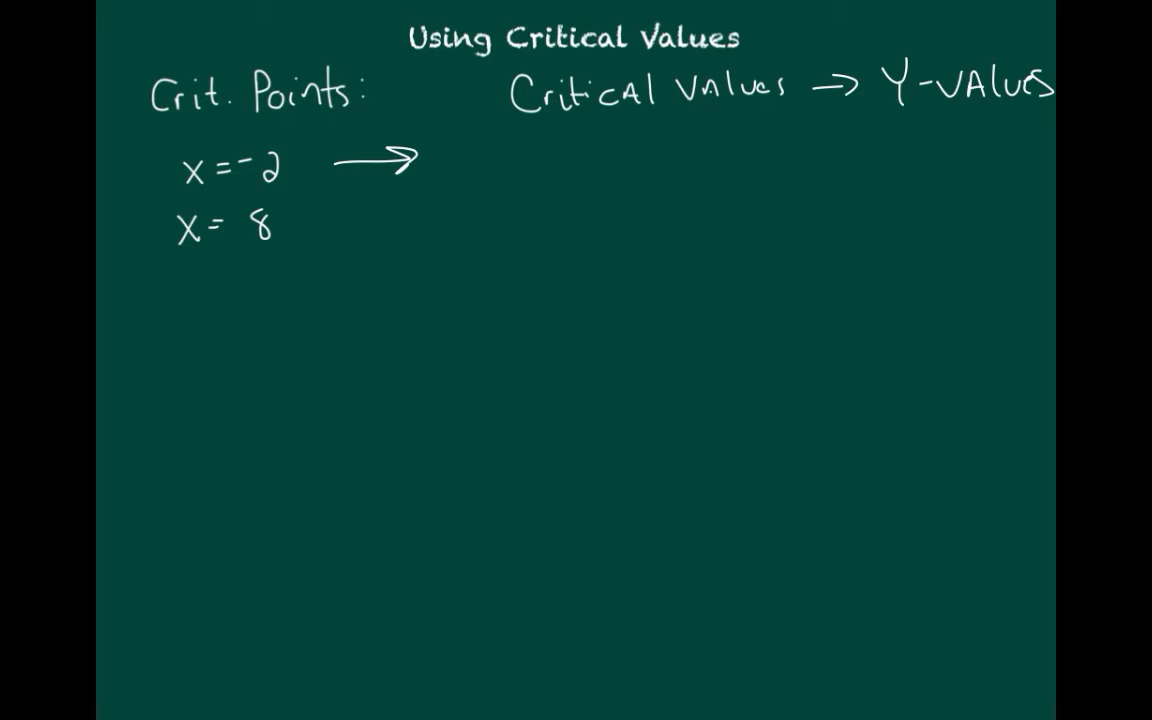 Using Critical Values
Crit. Points: Critical Values → Y-VAlues
x = -2 →
x = 8